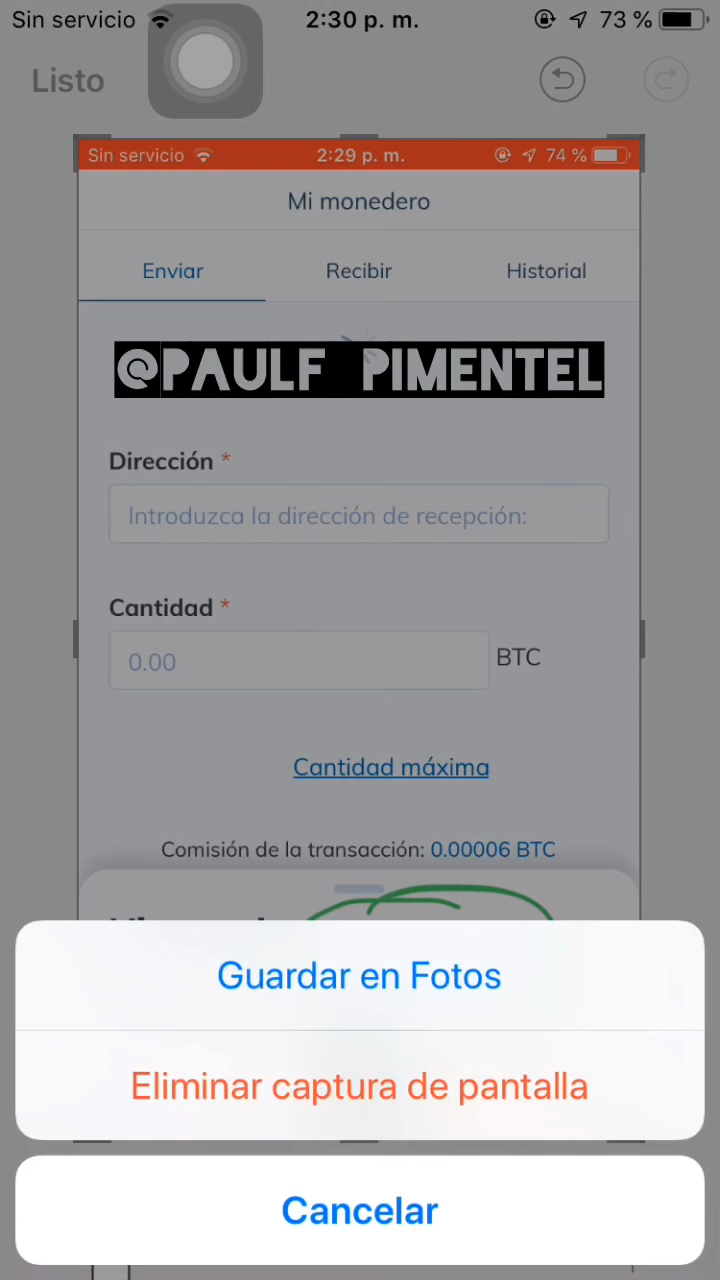 Sin servicio 2:30 p. m. 73 %
Listo
Sin servicio 2:29 p. m. 74 %
Mi monedero
Enviar Recibir Historial
@PAULF PIMENTEL
Dirección *
Introduzca la dirección de recepción:
Cantidad *
0.00 BTC
Cantidad máxima
Comisión de la transacción: 0.00006 BTC
Guardar en Fotos
Eliminar captura de pantalla
Cancelar